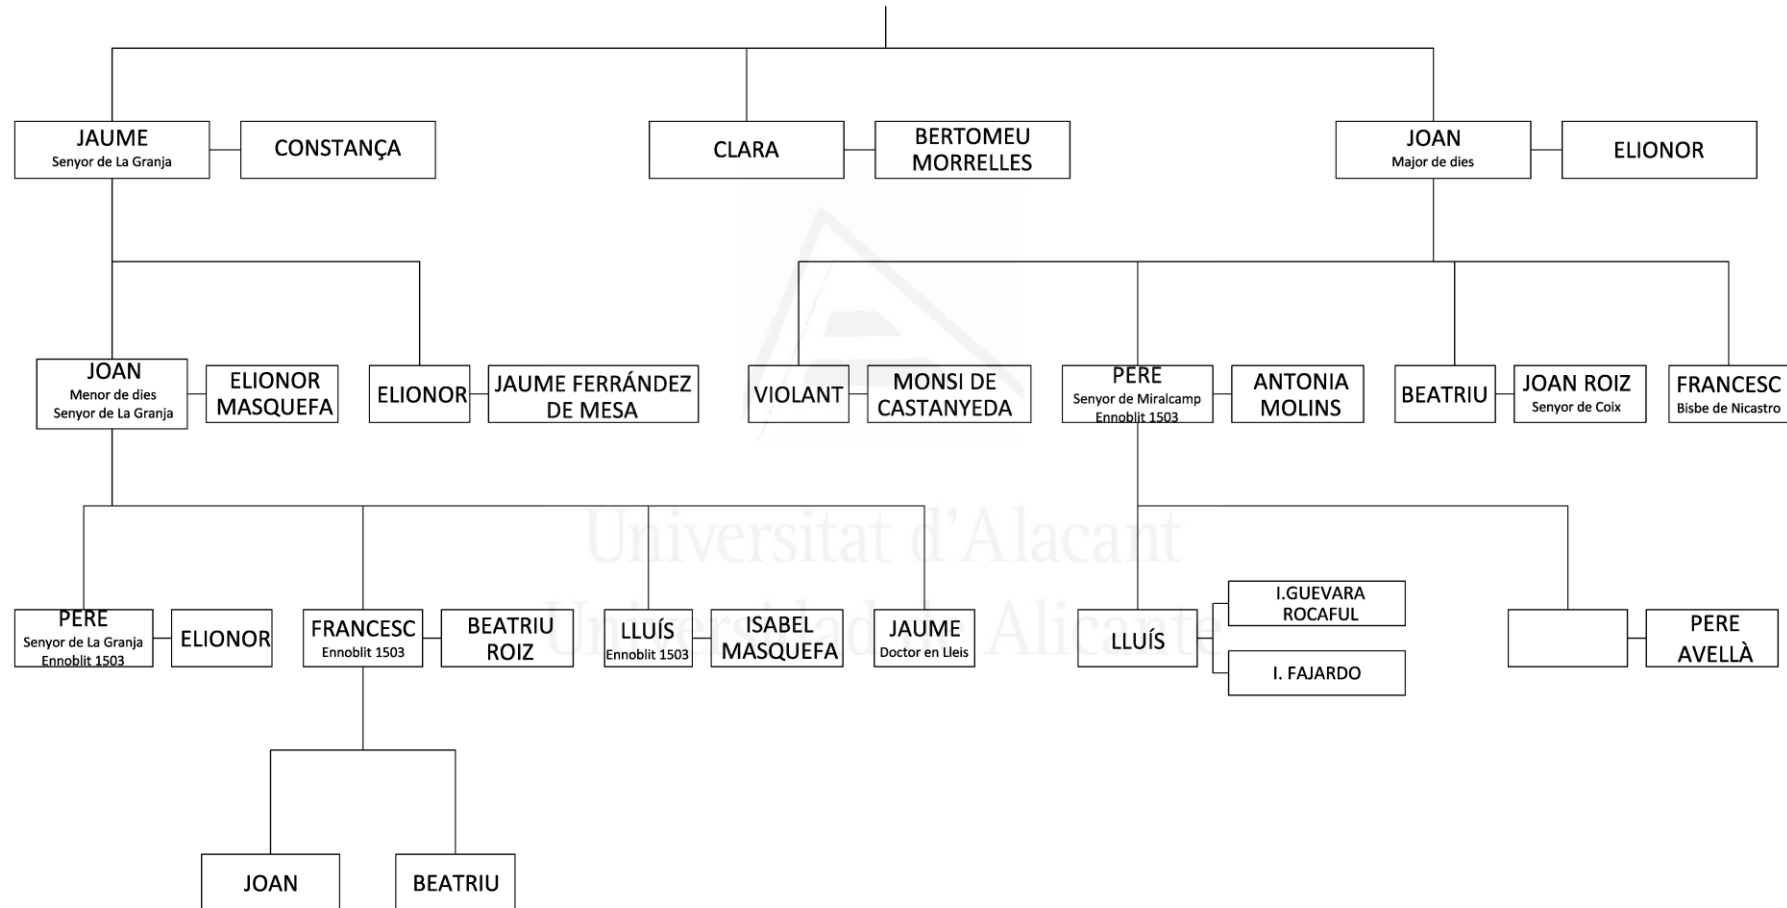 JAUME
Senyor de La Granja
CONSTANÇA
CLARA
BERTOMEU
MORRELLES
JOAN
Major de dies
ELIONOR
JOAN
Menor de dies
Senyor de La Granja
ELIONOR
MASQUEFA
ELIONOR
JAUME FERRÁNDEZ
DE MESA
VIOLANT
MONSI DE
CASTANYEDA
PERE
Senyor de Miralcamp
Ennoblit 1503
ANTONIA
MOLINS
BEATRIU
JOAN ROIZ
Senyor de Coix
FRANCESC
Bisbe de Nicastro
Universitat d'Alacant
Universidad de Alicante
PERE
Senyor de La Granja
Ennoblit 1503
ELIONOR
FRANCESC
Ennoblit 1503
BEATRIU
ROIZ
LLUÍS
Ennoblit 1503
ISABEL
MASQUEFA
JAUME
Doctor en Lleis
LLUÍS
I.GUEVARA
ROCAFUL
I. FAJARDO
PERE
AVELLÀ
JOAN
BEATRIU